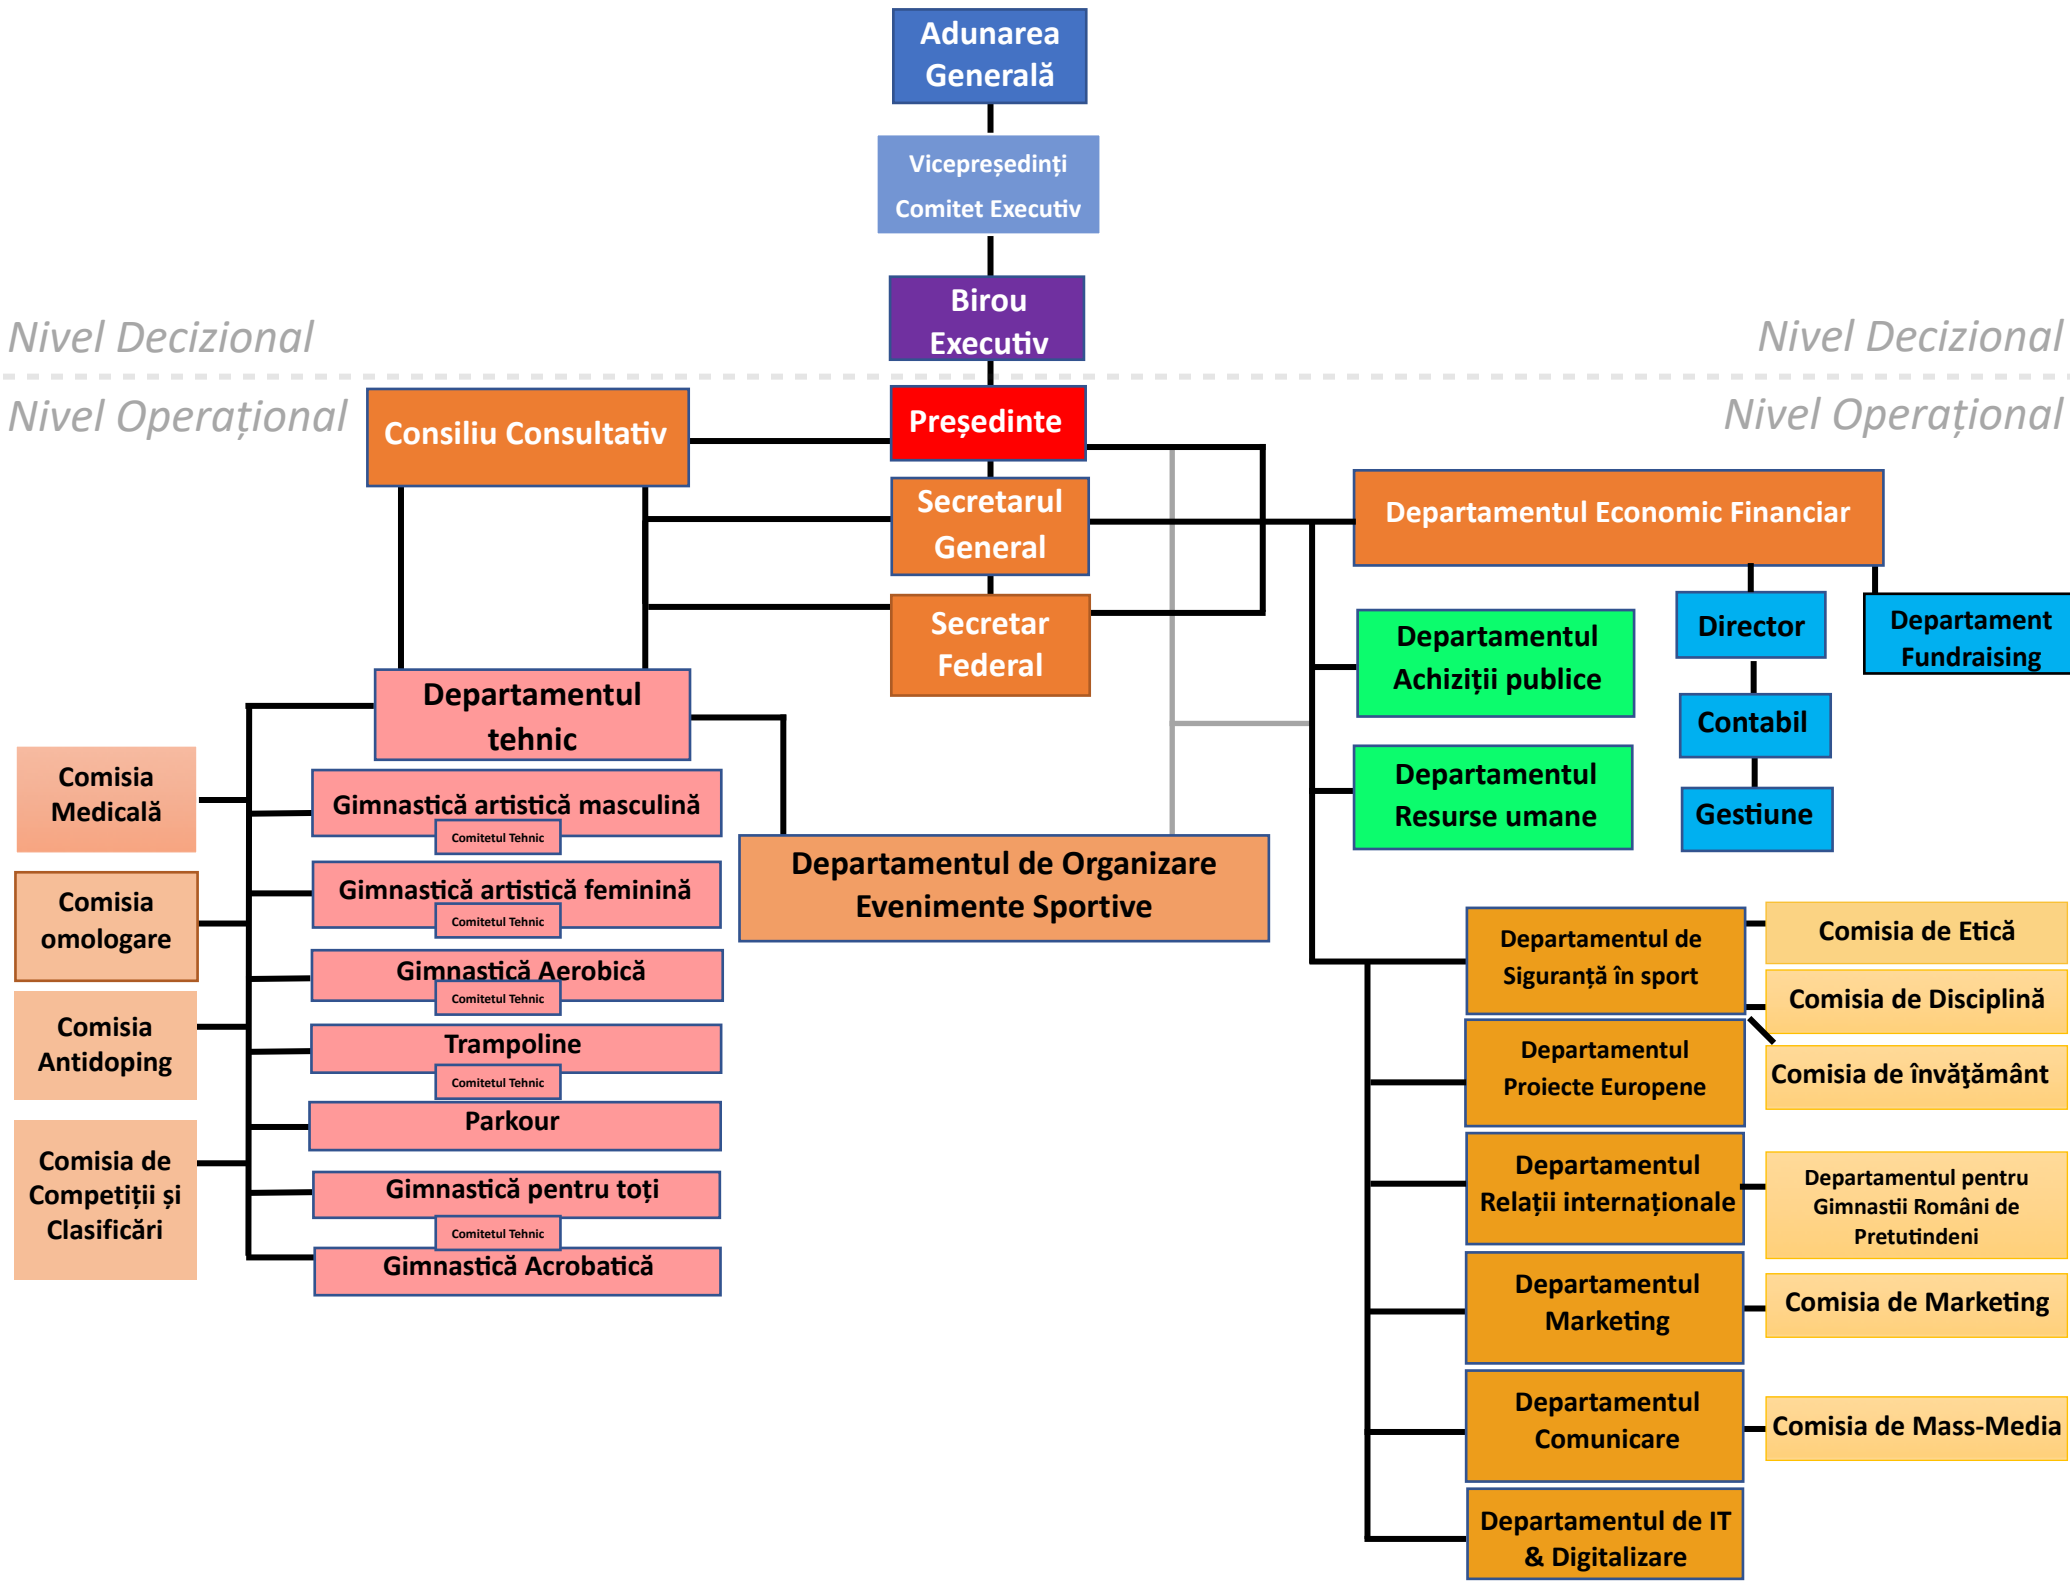 Adunarea
Generală
Vicepreședinți
Comitet Executiv
Birou
Executiv
Nivel Decizional
Nivel Decizional
Nivel Operațional
Nivel Operațional
Consiliu Consultativ
Președinte
Secretarul
General
Secretar
Federal
Departamentul Economic Financiar
Director
Departament
Fundraising
Contabil
Gestiune
Departamentul
Achiziții publice
Departamentul
Resurse umane
Departamentul
tehnic
Comisia
Medicală
Comisia
omologare
Comisia
Antidoping
Comisia de
Competiții și
Clasificări
Gimnastică artistică masculină
Comitetul Tehnic
Gimnastică artistică feminină
Comitetul Tehnic
Gimnastică Aerobică
Comitetul Tehnic
Trampoline
Comitetul Tehnic
Parkour
Gimnastică pentru toți
Comitetul Tehnic
Gimnastică Acrobatică
Departamentul de Organizare
Evenimente Sportive
Departamentul de
Siguranță în sport
Comisia de Etică
Comisia de Disciplină
Comisia de învăţământ
Departamentul
Proiecte Europene
Departamentul
Relații internaționale
Departamentul pentru
Gimnastii Români de
Pretutindeni
Departamentul
Marketing
Comisia de Marketing
Departamentul
Comunicare
Comisia de Mass-Media
Departamentul de IT
& Digitalizare